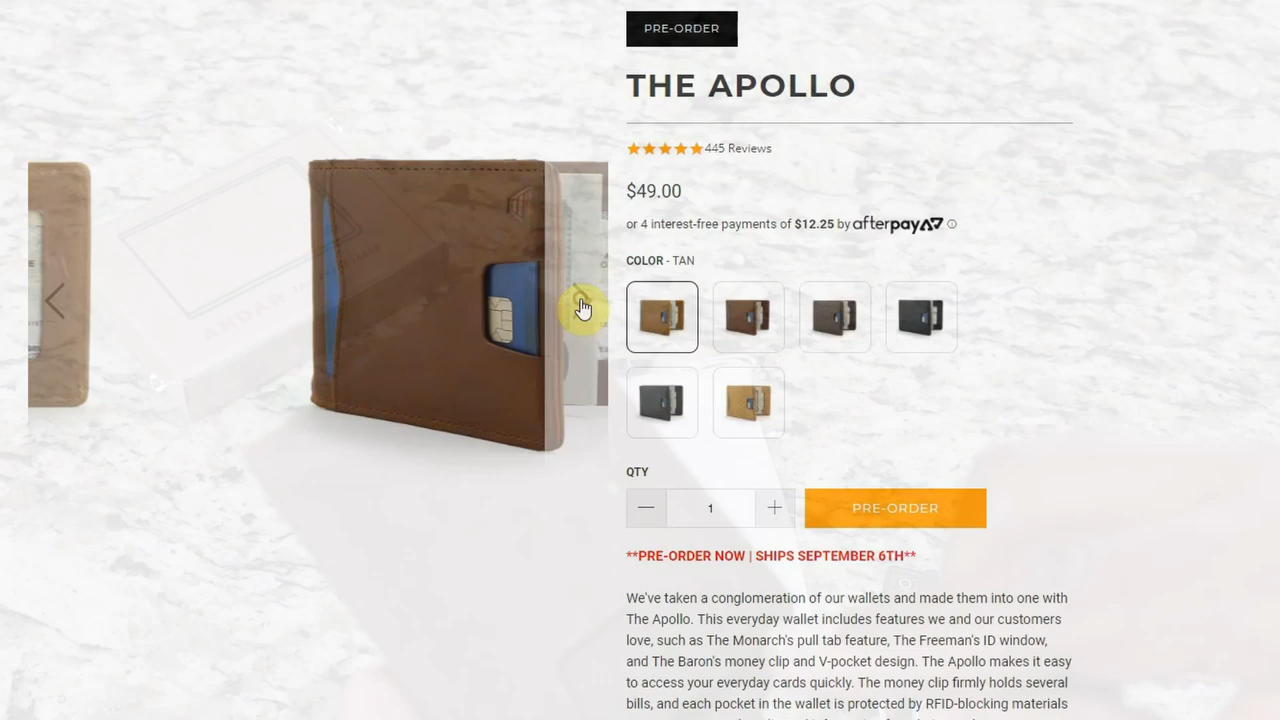 PRE-ORDER
THE APOLLO
445 Reviews
$49.00
or 4 interest-free payments of $12.25 by afterpay
COLOR - TAN
QTY
1
PRE-ORDER
**PRE-ORDER NOW | SHIPS SEPTEMBER 6TH**
We've taken a conglomeration of our wallets and made them into one with
The Apollo. This everyday wallet includes features we and our customers
love, such as The Monarch's pull tab feature, The Freeman's ID window,
and The Baron's money clip and V-pocket design. The Apollo makes it easy
to access your everyday cards quickly. The money clip firmly holds several
bills, and each pocket in the wallet is protected by RFID-blocking materials